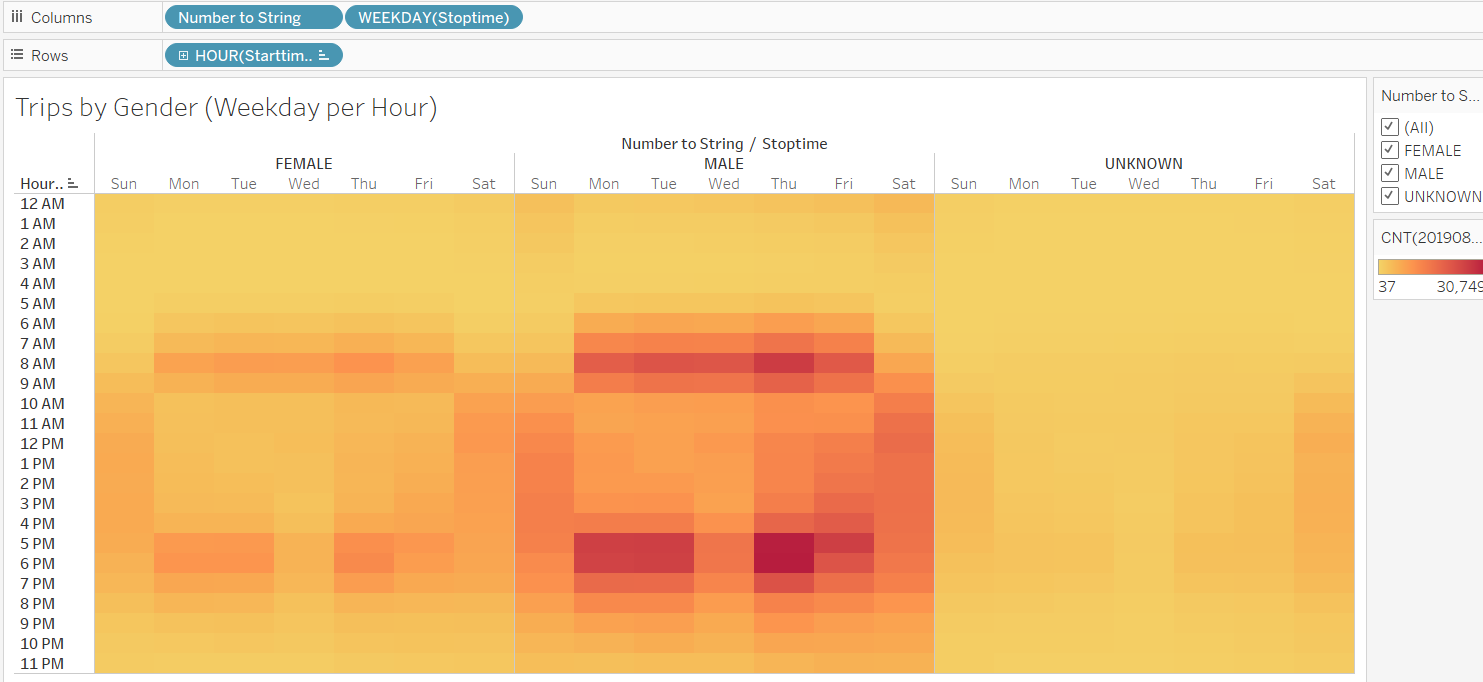 Columns Number to String WEEKDAY(Stoptime)
Rows HOUR(Starttim..
Trips by Gender (Weekday per Hour)
Number to String / Stoptime
FEMALE MALE UNKNOWN
Hour.. Sun Mon Tue Wed Thu Fri Sat Sun Mon Tue Wed Thu Fri Sat Sun Mon Tue Wed Thu Fri Sat
12 AM
1 AM
2 AM
3 AM
4 AM
5 AM
6 AM
7 AM
8 AM
9 AM
10 AM
11 AM
12 PM
1 PM
2 PM
3 PM
4 PM
5 PM
6 PM
7 PM
8 PM
9 PM
10 PM
11 PM
Number to S...
(All)
FEMALE
MALE
UNKNOWN
CNT(201908...
37 30,749